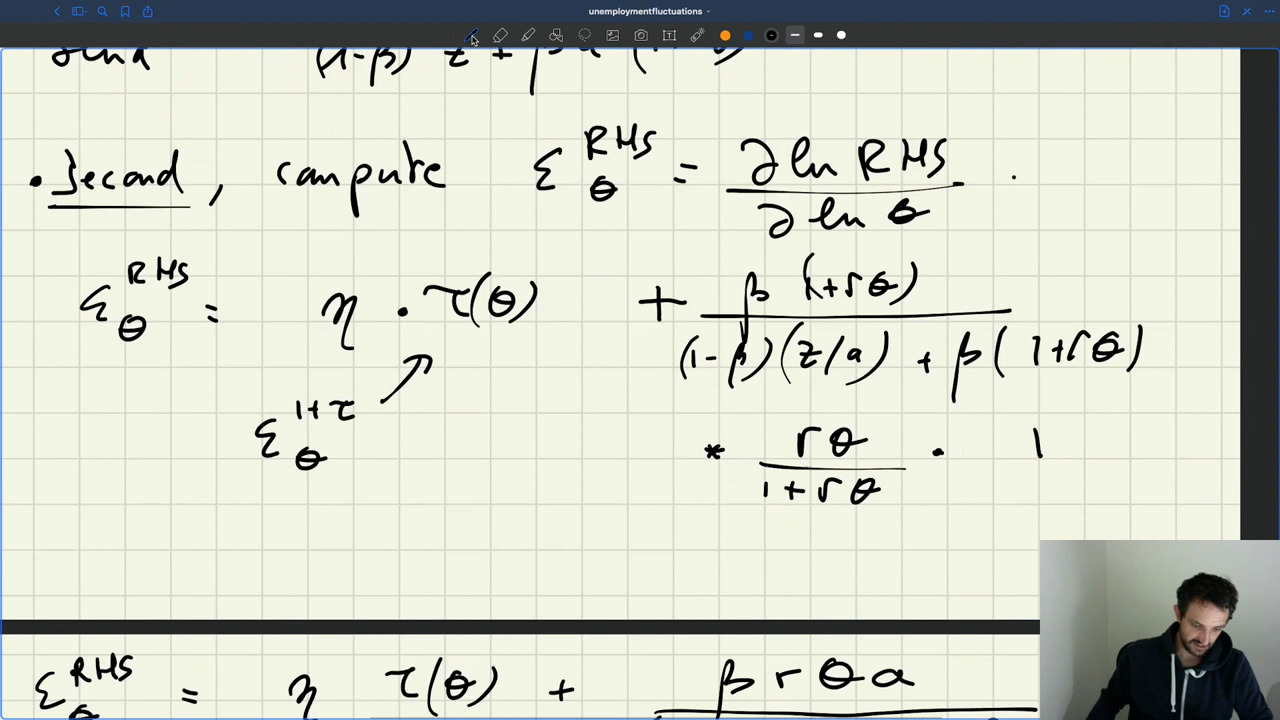 unemploymentfluctuations
(1-β) z + β
• Second, compute ε_θ^RHS = ∂ ln RHS / ∂ ln θ .
ε_θ^RHS = η · τ(θ) + β (1+rθ) / (1-β)(z/a) + β(1+rθ)
ε_θ^1+τ * rθ / 1+rθ · 1
ε_θ^RHS = η τ(θ) + β r θ a